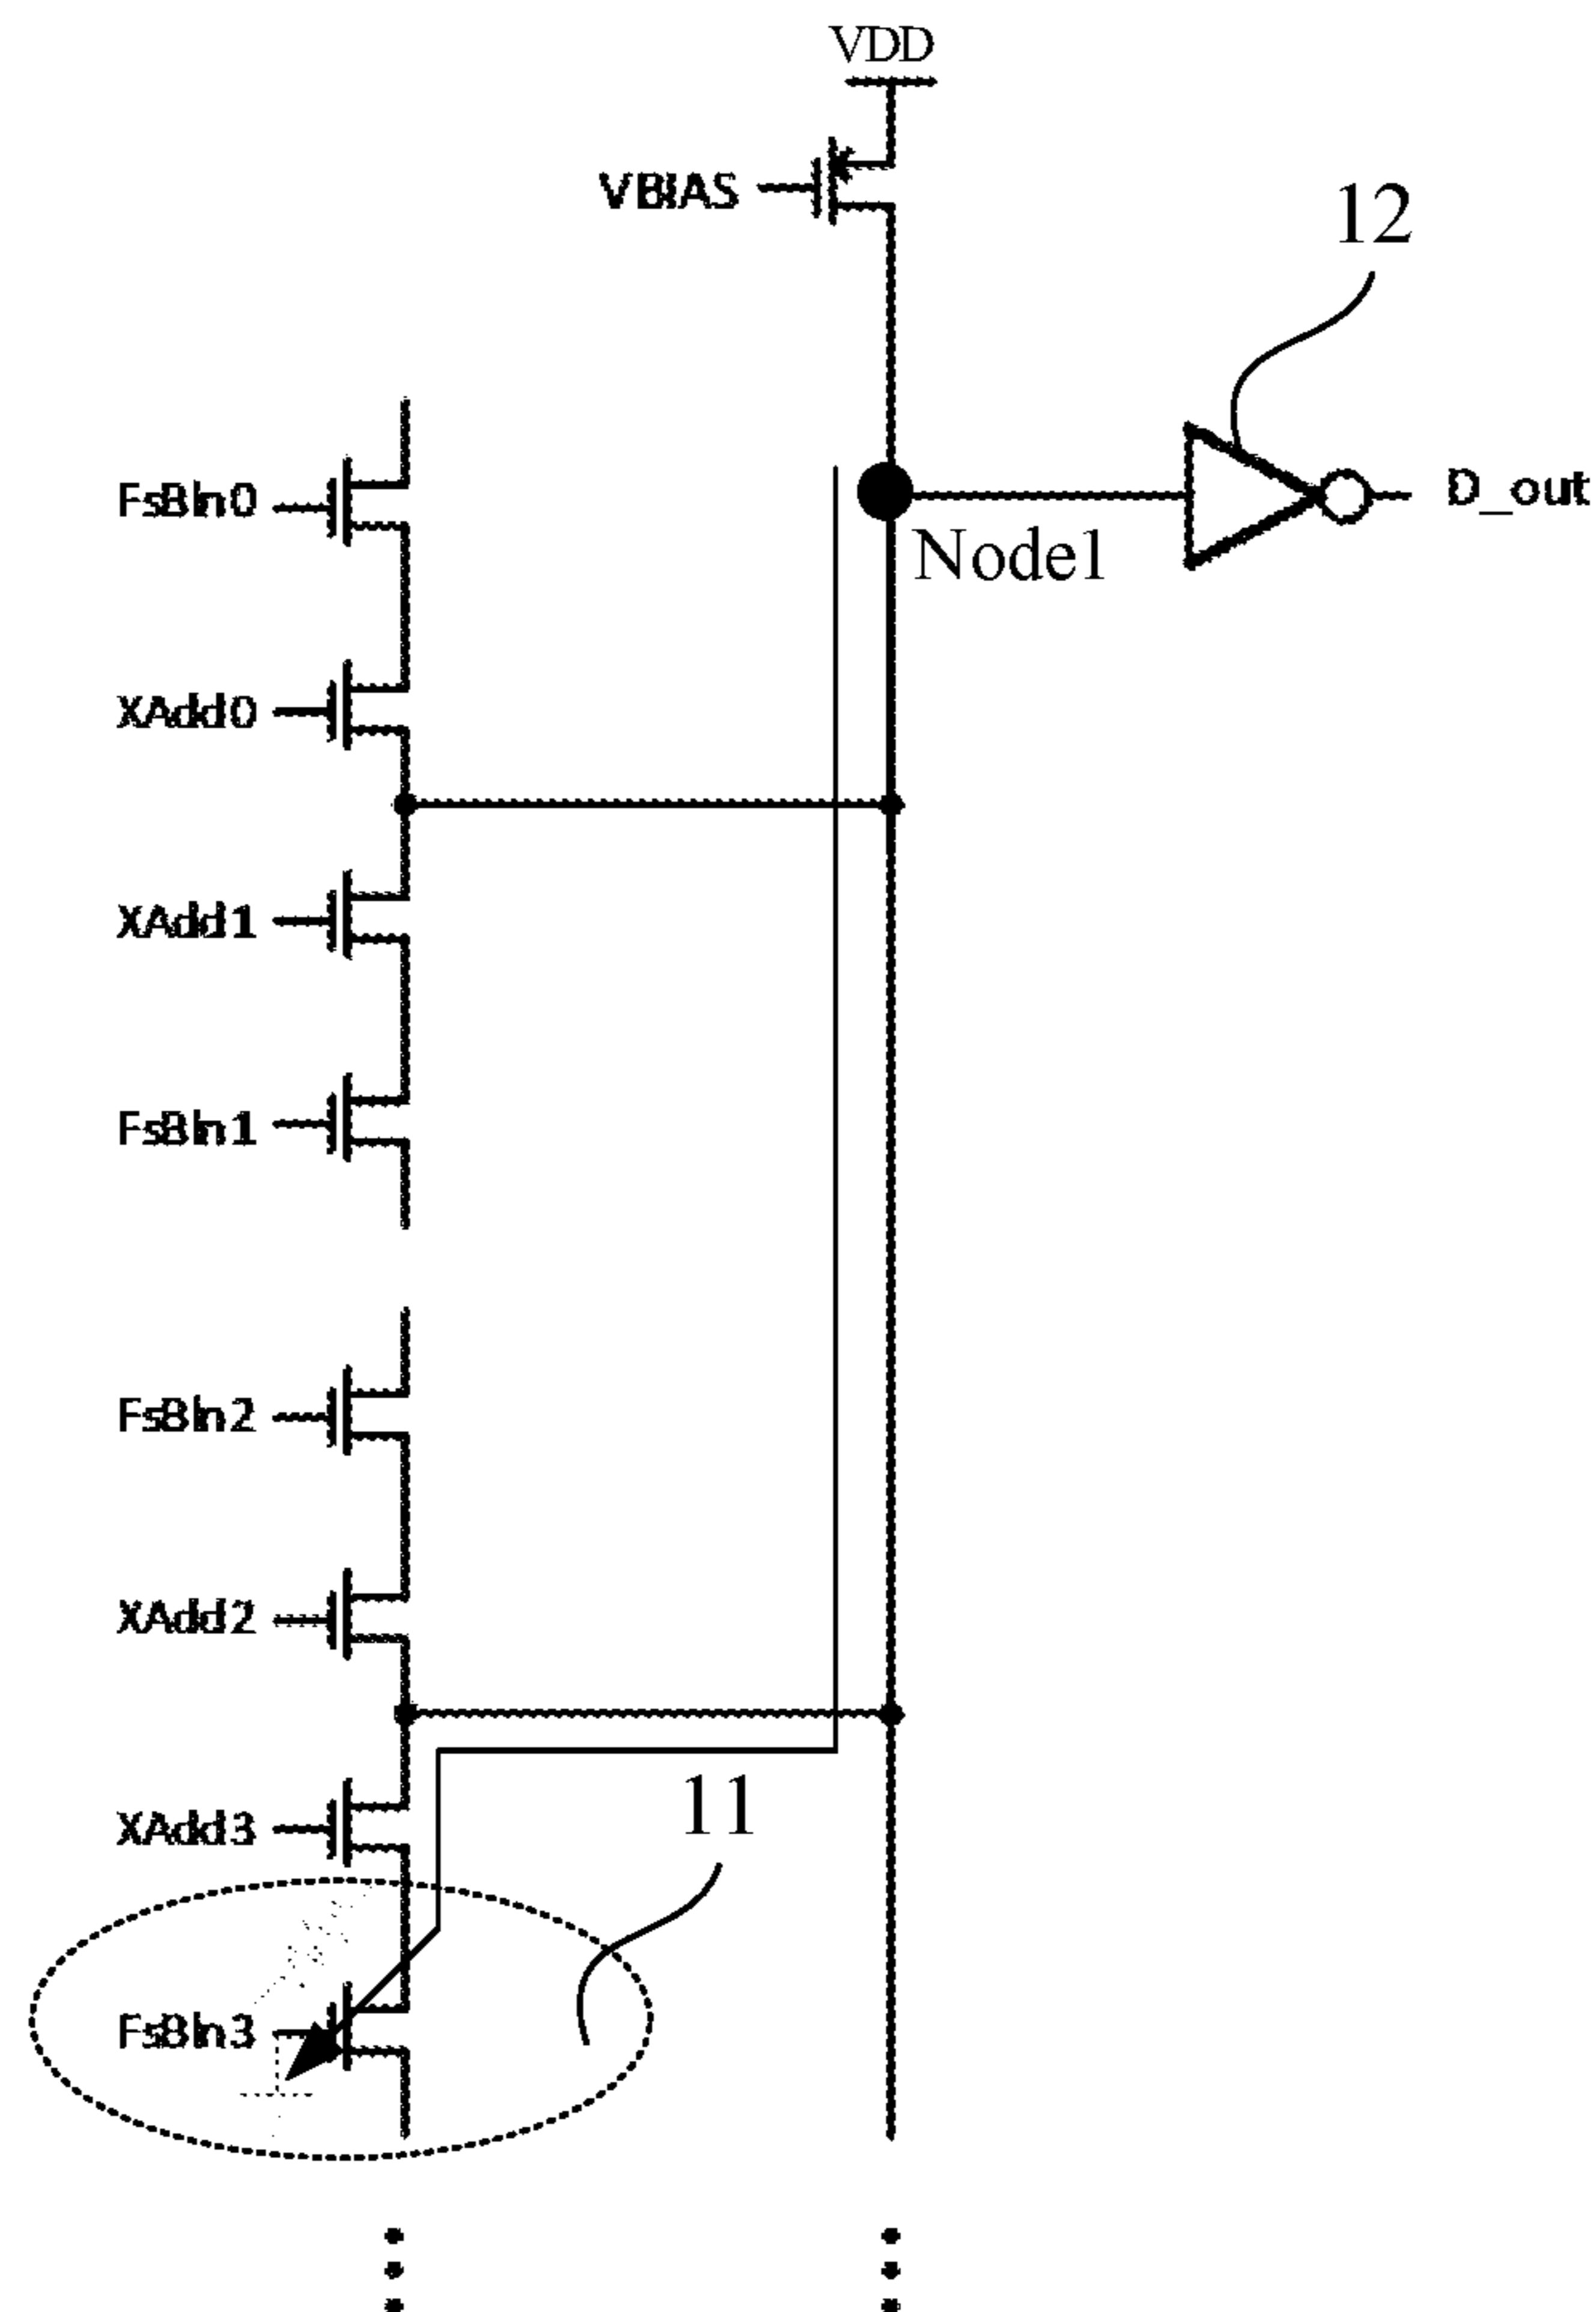 VDD
VBIAS
12
FsBln0
D_out
Node1
XAdd0
XAdd1
FsBln1
FsBln2
XAdd2
11
XAdd3
FsBln3